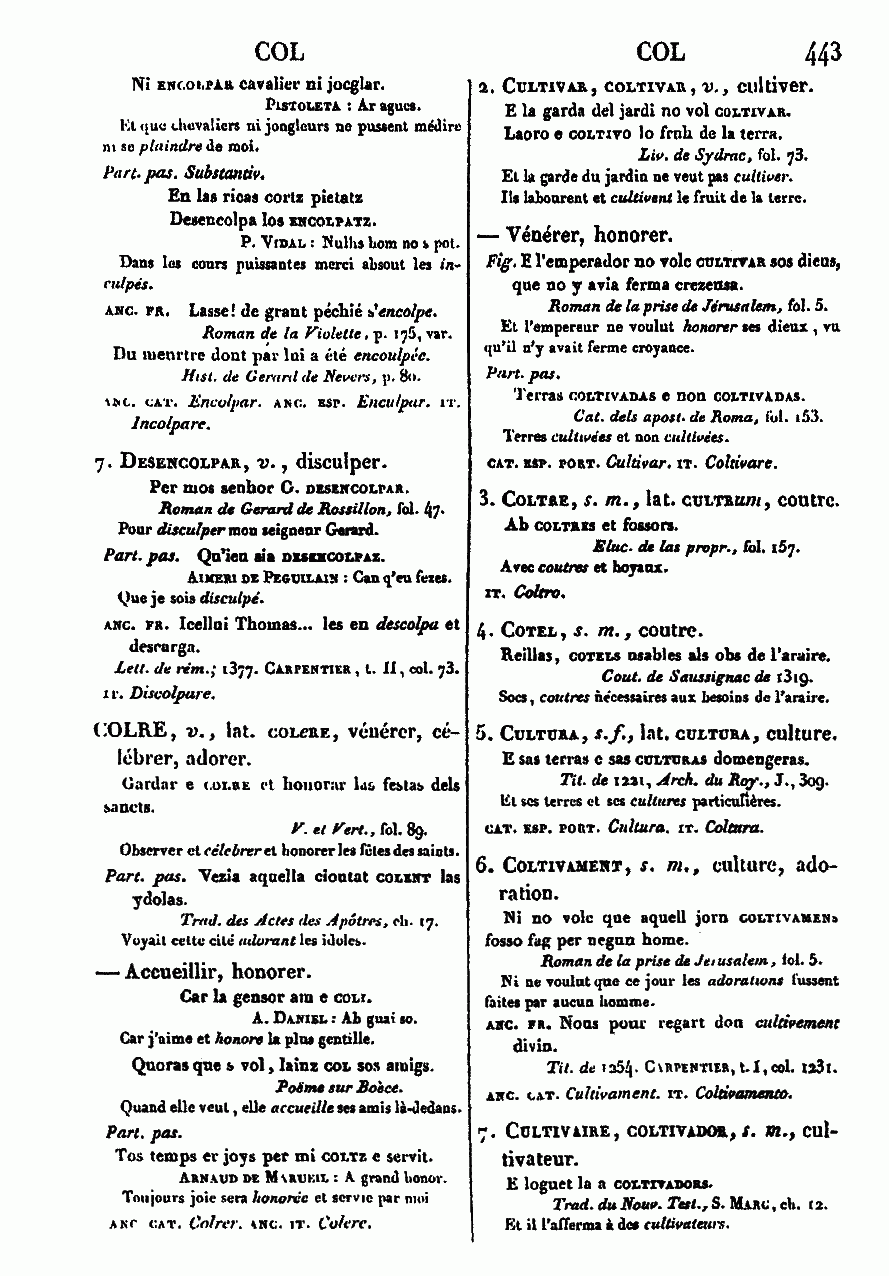 COL COL 443
Ni ENCOLPAR cavalier ni joglar.
PISTOLETA : Ar agues.
Et que chevaliers ni jongleurs ne pussent médire
ni se plaindre de moi.
Part. pas. Substantiv.
En las ricas cortz pietatz
Desencolpa los ENCOLPATZ.
P. VIDAL : Nulhs hom no s pot.
Dans les cours puissantes merci absout les in-
culpés.
ANC. FR. Lasse! de grant péchié s'encolpe.
Roman de la Violette, p. 176, var.
Du meurtre dont par lui a été encoulpée.
Hist. de Gerard de Nevers, p. 80.
ANC. CAT. Encolpar. ANC. ESP. Enculpar. IT.
Incolpare.
7. DESENCOLPAR, v., disculper.
Per mos senhor G. DESENCOLPAR.
Roman de Gerard de Rossillon, fol. 47.
Pour disculper mon seigneur Gerard.
Part. pas. Qu'ieu sia DESENCOLPAZ.
AIMERI DE PEGUILAIN : Can q'eu fezes.
Que je sois disculpé.
ANC. FR. Icellui Thomas... les en descolpa et
descarga.
Lett. de rém.; 1377. CARPENTIER, t. II, col. 73.
IT. Discolpare.
COLRE, v., lat. COLERE, vénérer, cé-
lébrer, adorer.
Gardar e COLRE et honorar las festas dels
sancts.
V. et Vert., fol. 89.
Observer et célebrer et honorer les fêtes des saints.
Part. pas. Vezia aquella cioutat COLENT las
ydolas.
Trad. des Actes des Apôtres, ch. 17.
Voyait cette cité adorant les idoles.
— Accueillir, honorer.
Car la gensor am e COLI.
A. DANIEL : Ab guai so.
Car j'aime et honore la plus gentille.
Quoras que s vol, lainz COL sos amigs.
Poëme sur Boèce.
Quand elle veut, elle accueille ses amis là-dedans.
Part. pas.
Tos temps er joys per mi COLTZ e servit.
ARNAUD DE MARUEIL : A grand honor.
Toujours joie sera honorée et servie par moi
ANC CAT. Colrer. ANC. IT. Colere.
2. CULTIVAR, COLTIVAR, v., cultiver.
E la garda del jardi no vol COLTIVAR.
Laoro e COLTIVO lo fruh de la terra.
Liv. de Sydrac, fol. 73.
Et la garde du jardin ne veut pas cultiver.
Ils labourent et cultivent le fruit de la terre.
— Vénérer, honorer.
Fig. E l'emperador no volc CULTIVAR sos dieus,
que no y avia ferma crezensa.
Roman de la prise de Jérusalem, fol. 5.
Et l'empereur ne voulut honorer ses dieux, vu
qu'il n'y avait ferme croyance.
Part. pas.
Terras COLTIVADAS e non COLTIVADAS.
Cat. dels apost. de Roma, fol. 153.
Terres cultivées et non cultivées.
CAT. ESP. PORT. Cultivar. IT. Coltivare.
3. COLTRE, s. m., lat. CULTRUM, coutre.
Ab COLTRES et fossors.
Eluc. de las propr., fol. 157.
Avec coutres et hoyaux.
IT. Coltro.
4. COTEL, s. m., coutre.
Reillas, COTELS usables als obs de l'araire.
Cout. de Saussignac de 1319.
Socs, coutres nécessaires aux besoins de l'araire.
5. CULTURA, s. f., lat. CULTURA, culture.
E sas terras e sas CULTURAS domengeras.
Tit. de 1221, Arch. du Roy., J., 309.
Et ses terres et ses cultures particulières.
CAT. ESP. PORT. Cultura. IT. Coltura.
6. COLTIVAMENT, s. m., culture, ado-
ration.
Ni no volc que aquell jorn COLTIVAMENS
fosso fag per negun home.
Roman de la prise de Jerusalem, fol. 5.
Ni ne voulut que ce jour les adorations fussent
faites par aucun homme.
ANC. FR. Nous pour regart dou cultivement
divin.
Tit. de 1254. CARPENTIER, t. I, col. 1231.
ANC. CAT. Cultivament. IT. Coltivamento.
7. CULTIVAIRE, COLTIVADOR, s. m., cul-
tivateur.
E loguet la a COLTIVADORS.
Trad. du Nouv. Test., S. MARC, ch. 12.
Et il l'afferma à des cultivateurs.